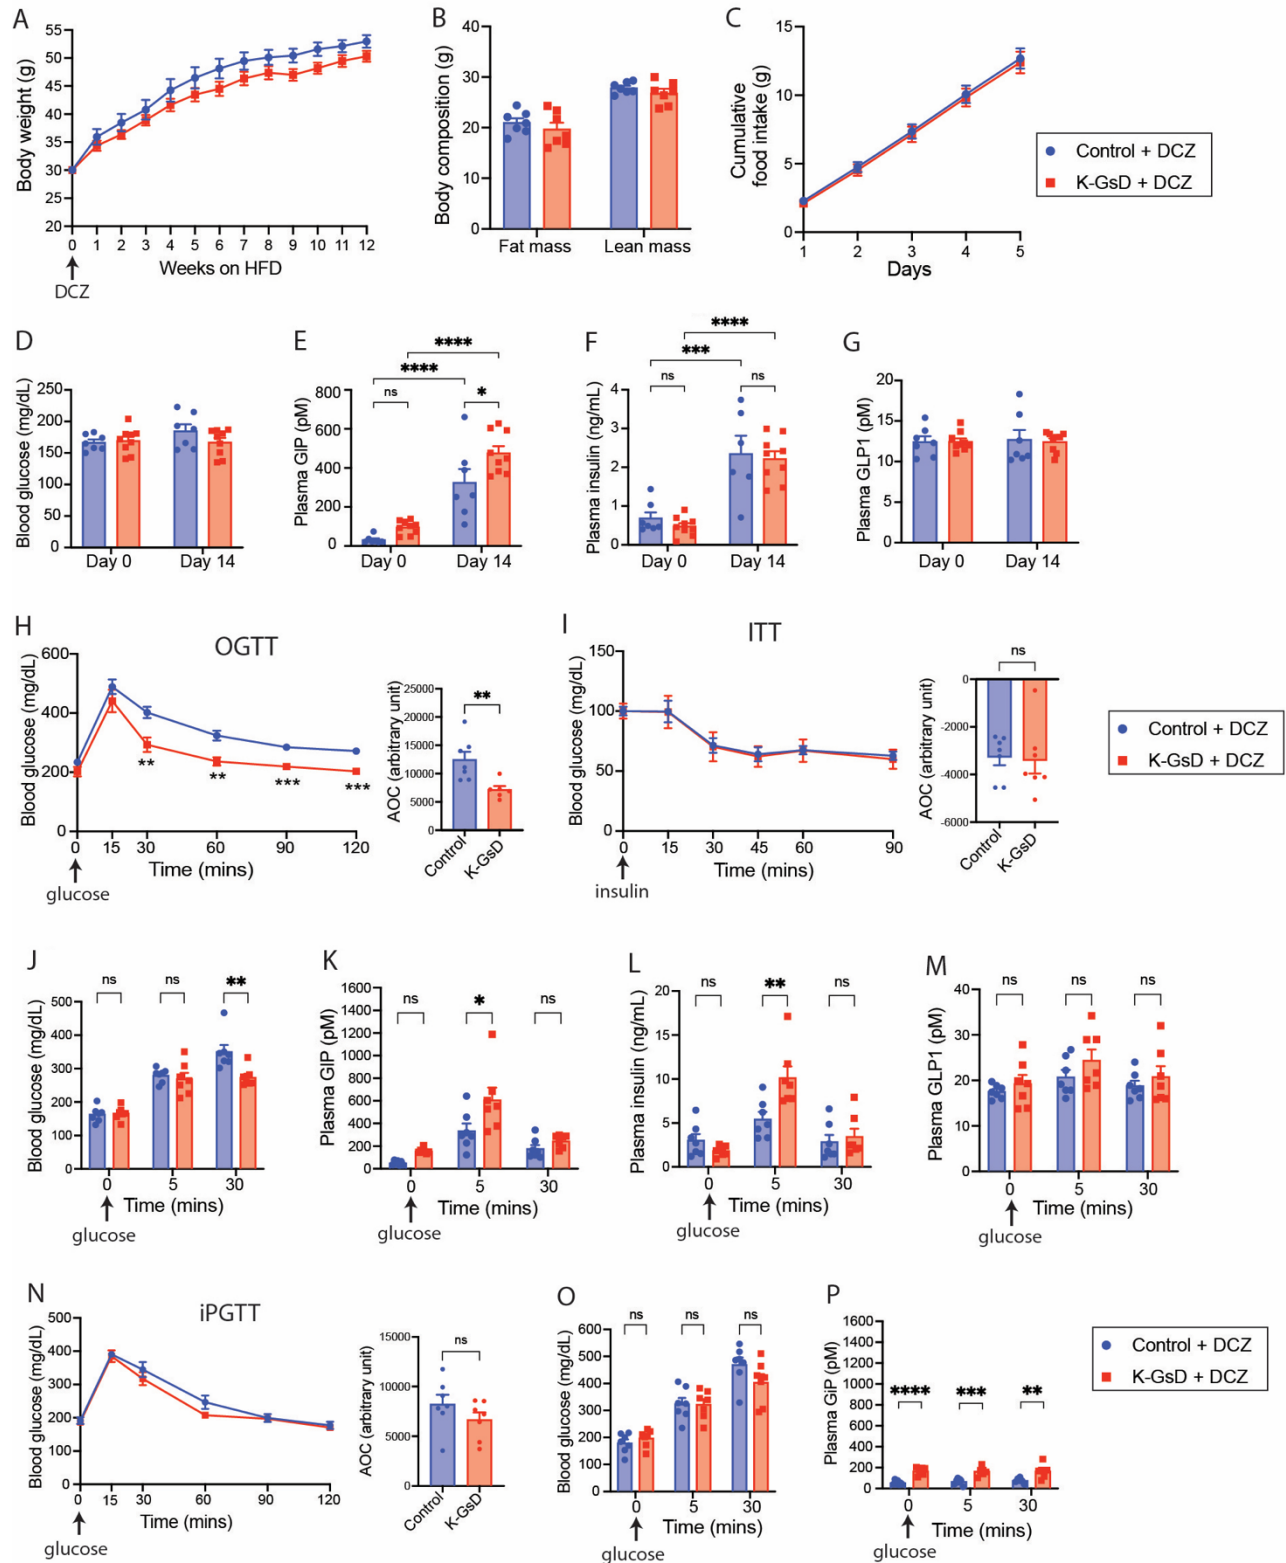 A
Body weight (g)
55
50
45
40
35
30
25
20
0 1 2 3 4 5 6 7 8 9 10 11 12
Weeks on HFD
DCZ
B
Body composition (g)
40
30
20
10
0
Fat mass Lean mass
C
Cumulative
food intake (g)
15
10
5
0
1 2 3 4 5
Days
Control + DCZ
K-GsD + DCZ
D
Blood glucose (mg/dL)
250
200
150
100
50
0
Day 0 Day 14
E
****
****
ns
*
Plasma GIP (pM)
800
600
400
200
0
Day 0 Day 14
F
****
***
ns ns
Plasma insulin (ng/mL)
4
3
2
1
0
Day 0 Day 14
G
Plasma GLP1 (pM)
20
15
10
5
0
Day 0 Day 14
H
OGTT
Blood glucose (mg/dL)
600
400
200
0
** ** *** ***
0 15 30 60 90 120
Time (mins)
glucose
AOC (arbitrary unit)
25000
20000
15000
10000
5000
0
**
Control K-GsD
I
ITT
Blood glucose (mg/dL)
150
100
50
0
0 15 30 45 60 90
Time (mins)
insulin
ns
AOC (arbitrary unit)
0
-2000
-4000
-6000
Control K-GsD
Control + DCZ
K-GsD + DCZ
J
ns ns **
Blood glucose (mg/dL)
500
400
300
200
100
0
0 5 30
Time (mins)
glucose
K
ns * ns
Plasma GIP (pM)
1600
1400
1200
1000
800
600
400
200
0
0 5 30
Time (mins)
glucose
L
ns ** ns
Plasma insulin (ng/mL)
20
15
10
5
0
0 5 30
Time (mins)
glucose
M
ns ns ns
Plasma GLP1 (pM)
40
30
20
10
0
0 5 30
Time (mins)
glucose
N
iPGTT
Blood glucose (mg/dL)
500
400
300
200
100
0
0 15 30 60 90 120
Time (mins)
glucose
AOC (arbitrary unit)
15000
10000
5000
0
ns
Control K-GsD
O
ns ns ns
Blood glucose (mg/dL)
600
500
400
300
200
100
0
0 5 30
Time (mins)
glucose
P
Plasma GiP (pM)
1600
1400
1200
1000
800
600
400
200
0
**** *** **
0 5 30
Time (mins)
glucose
Control + DCZ
K-GsD + DCZ